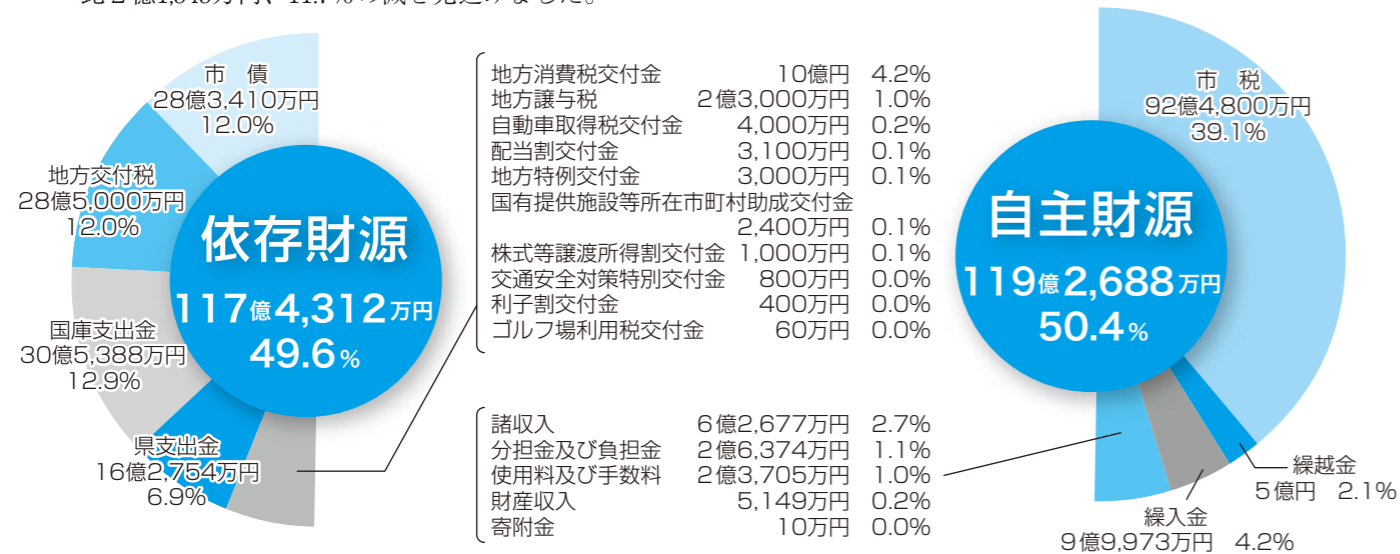 市　債
28億3,410万円
12.0%
地方交付税
28億5,000万円
12.0%
国庫支出金
30億5,388万円
12.9%
県支出金
16億2,754万円
6.9%
依存財源
117億4,312万円
49.6%
地方消費税交付金　10億円　4.2%
地方譲与税　2億3,000万円　1.0%
自動車取得税交付金　4,000万円　0.2%
配当割交付金　3,100万円　0.1%
地方特例交付金　3,000万円　0.1%
国有提供施設等所在市町村助成交付金
2,400万円　0.1%
株式等譲渡所得割交付金　1,000万円　0.1%
交通安全対策特別交付金　800万円　0.0%
利子割交付金　400万円　0.0%
ゴルフ場利用税交付金　60万円　0.0%
諸収入　6億2,677万円　2.7%
分担金及び負担金　2億6,374万円　1.1%
使用料及び手数料　2億3,705万円　1.0%
財産収入　5,149万円　0.2%
寄附金　10万円　0.0%
市　税
92億4,800万円
39.1%
自主財源
119億2,688万円
50.4%
繰越金
5億円　2.1%
繰入金
9億9,973万円　4.2%